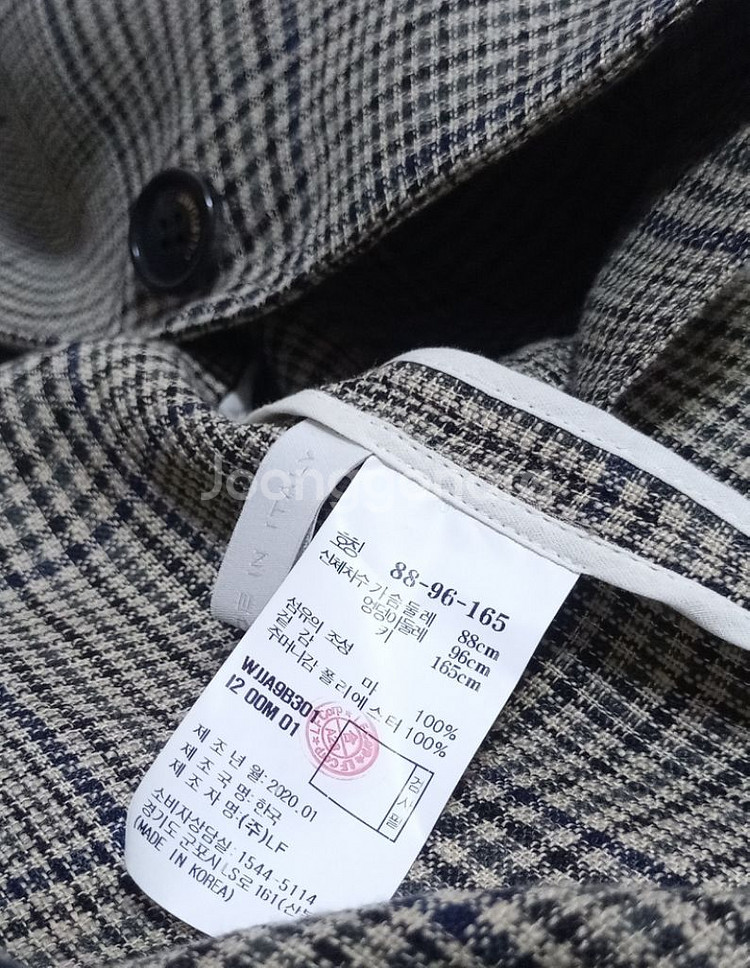 호칭 88-96-165
신체치수 가슴둘레 88cm
엉덩이둘레 96cm
키 165cm
섬유의 조성
겉감 마 100%
주머니감 폴리에스터 100%
WJJA9B301
12 OOM 01
검사필
제조년월:2020.01
제조국명:한국
제조자명:(주)LF
소비자상담실: 1544-5114
경기도 군포시 LS로 161(산
(MADE IN KOREA)